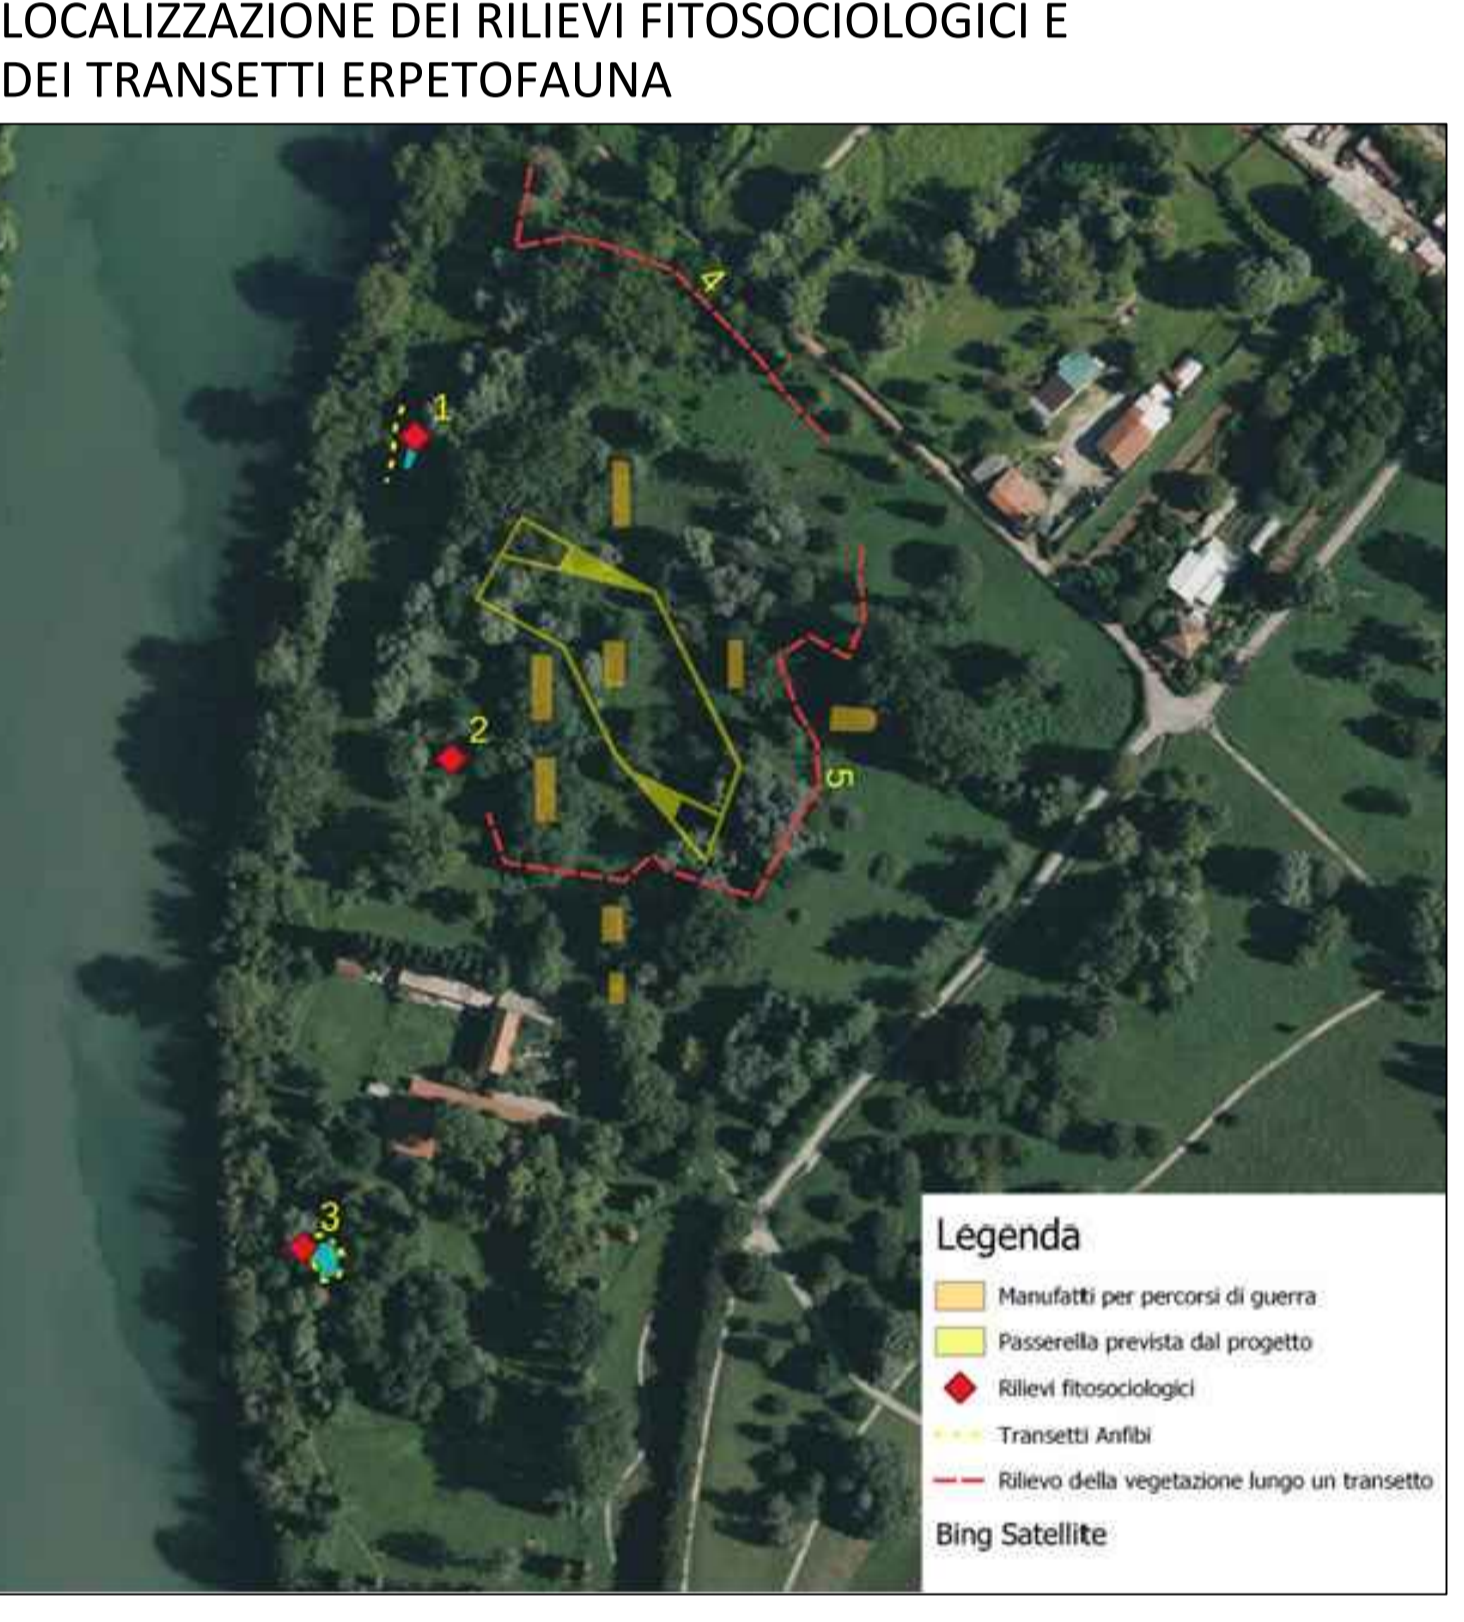 LOCALIZZAZIONE DEI RILIEVI FITOSOCIOLOGICI E
DEI TRANSETTI ERPETOFAUNA
4
1
2
5
3
Legenda
Manufatti per percorsi di guerra
Passerella prevista dal progetto
Rilievi fitosociologici
Transetti Anfibi
Rilievo della vegetazione lungo un transetto
Bing Satellite